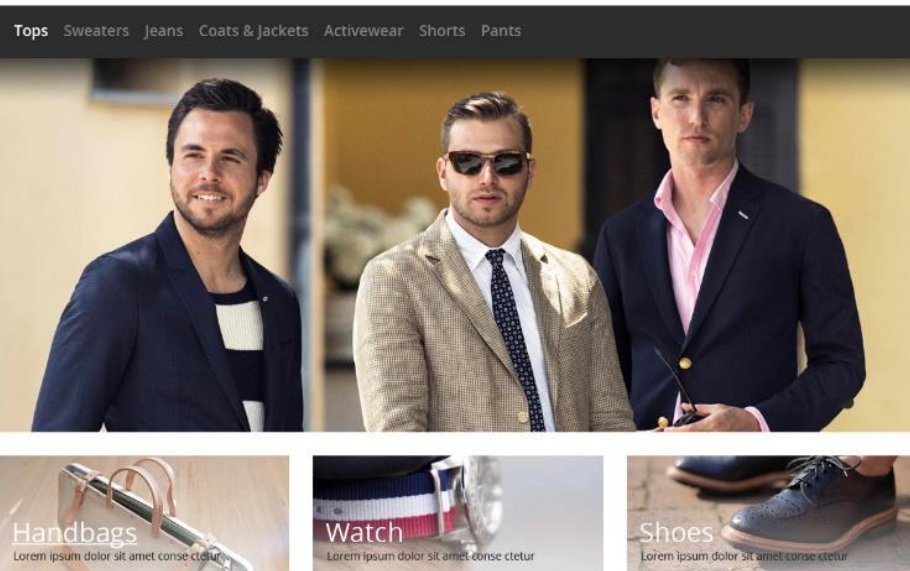 Tops Sweaters Jeans Coats & Jackets Activewear Shorts Pants
Handbags
Lorem ipsum dolor sit amet conse ctetur
Watch
Lorem ipsum dolor sit amet conse ctetur
Shoes
Lorem ipsum dolor sit amet conse ctetur